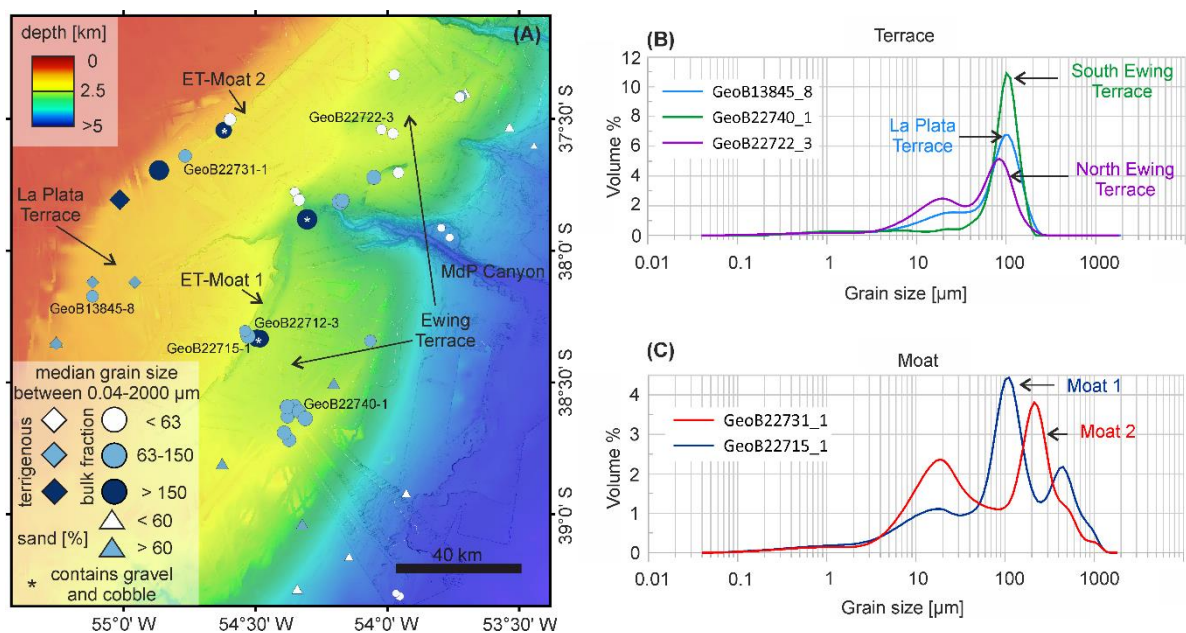 (A)
depth [km]
0
2.5
>5
ET-Moat 2
GeoB22722-3
GeoB22731-1
La Plata
Terrace
MdP Canyon
ET-Moat 1
GeoB13845-8
GeoB22712-3
GeoB22715-1
Ewing
Terrace
GeoB22740-1
median grain size
between 0.04-2000 µm
terrigenous
bulk fraction
< 63
63-150
> 150
sand [%]
< 60
> 60
* contains gravel
and cobble
40 km
37°30' S
38°0' S
38°30' S
39°0' S
55°0' W
54°30' W
54°0' W
53°30' W
(B)
Terrace
GeoB13845_8
GeoB22740_1
GeoB22722_3
South Ewing
Terrace
La Plata
Terrace
North Ewing
Terrace
Volume %
12
10
8
6
4
2
0
0.01 0.1 1 10 100 1000
Grain size [µm]
(C)
Moat
GeoB22731_1
GeoB22715_1
Moat 1
Moat 2
Volume %
4
3
2
1
0
0.01 0.1 1 10 100 1000
Grain size [µm]